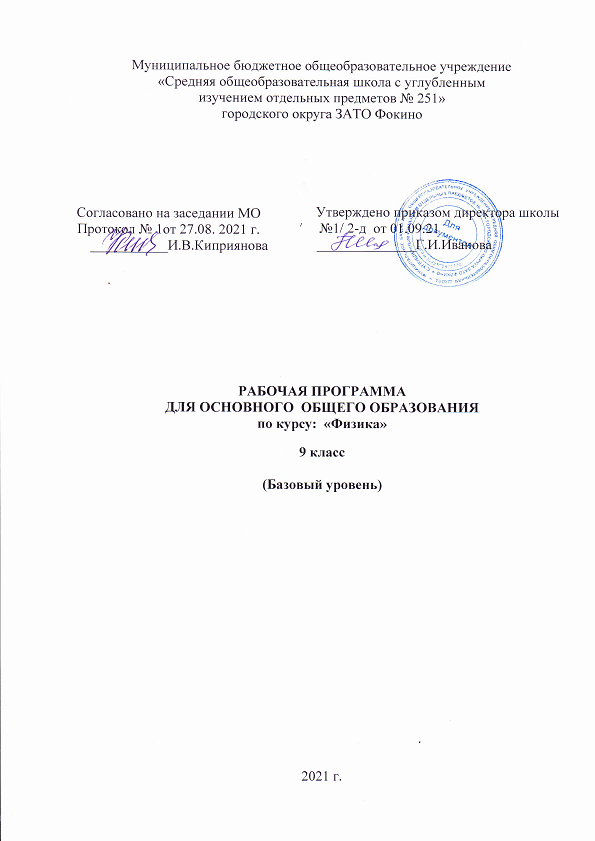 Муниципальное бюджетное общеобразовательное учреждение
«Средняя общеобразовательная школа с углубленным
изучением отдельных предметов № 251»
городского округа ЗАТО Фокино
Согласовано на заседании МО
Протокол № 1от 27.08. 2021 г.
И.В.Киприянова
Утверждено приказом директора школы
№1/ 2-д от 01.09.21
Г.И.Иванова
Для
документов
РАБОЧАЯ ПРОГРАММА
ДЛЯ ОСНОВНОГО ОБЩЕГО ОБРАЗОВАНИЯ
по курсу: «Физика»
9 класс
(Базовый уровень)
2021 г.